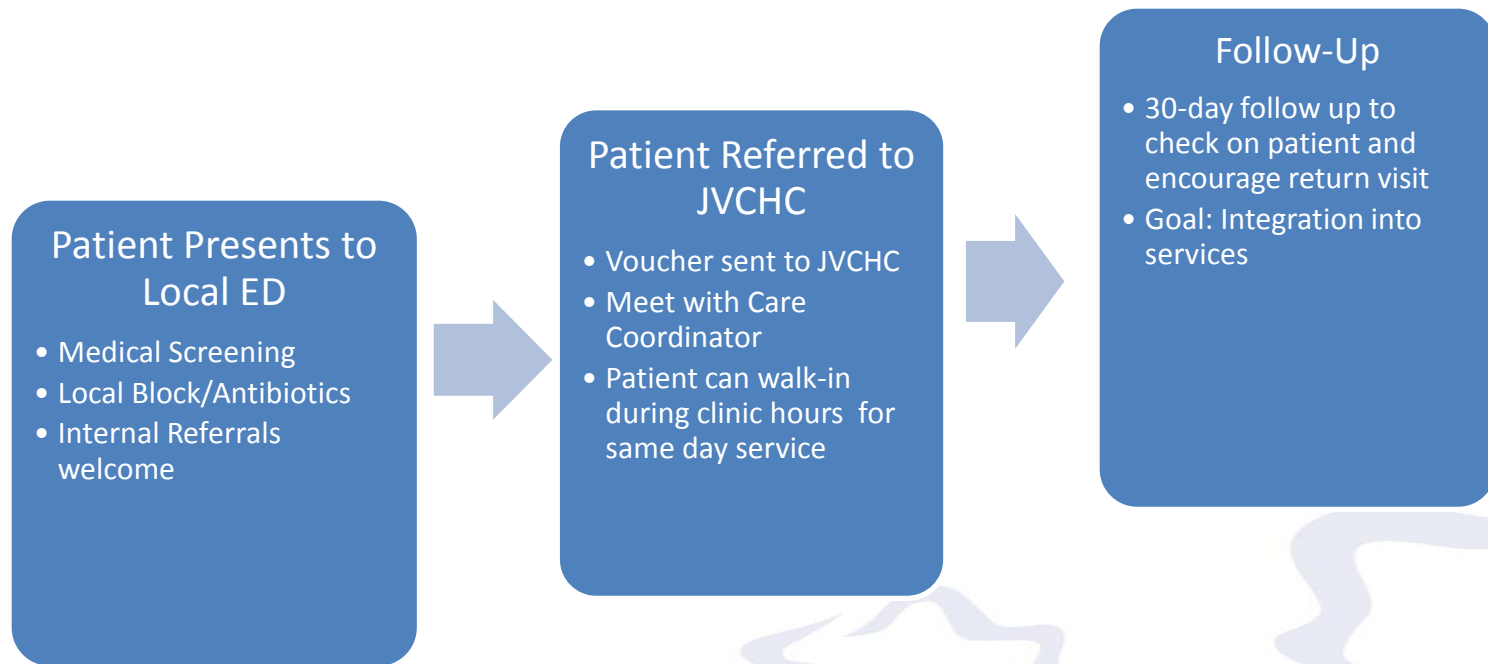 Patient Presents to
Local ED
• Medical Screening
• Local Block/Antibiotics
• Internal Referrals
welcome
Patient Referred to
JVCHC
• Voucher sent to JVCHC
• Meet with Care
Coordinator
• Patient can walk-in
during clinic hours for
same day service
Follow-Up
• 30-day follow up to
check on patient and
encourage return visit
• Goal: Integration into
services